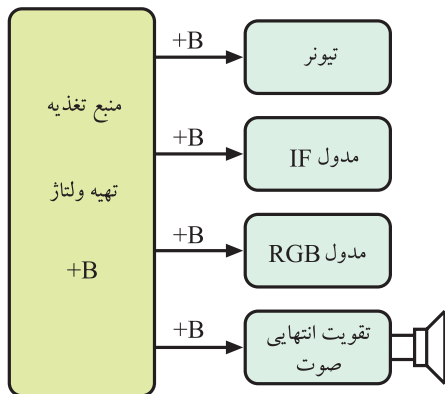 منبع تغذیه
تهیه ولتاژ
+B
+B
تیونر
+B
مدول IF
+B
مدول RGB
+B
تقویت انتهایی
صوت